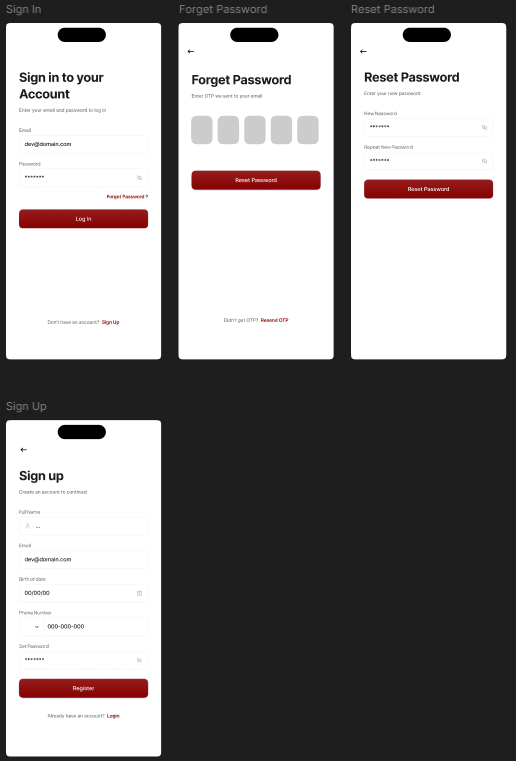 Sign In
Sign in to your
Account
Enter your email and password to log in
Email
dev@domain.com
Password
*******
Forgot Password ?
Log In
Don't have an account? Sign Up
Forget Password
Forget Password
Enter OTP we sent to your email
Reset Password
Didn't get OTP? Resend OTP
Reset Password
Reset Password
Enter your new password
New Nassword
*******
Repeat New Password
*******
Reset Password
Sign Up
Sign up
Create an account to continue!
Full Name
...
Email
dev@domain.com
Birth of date
00/00/00
Phone Number
000-000-000
Set Password
*******
Register
Already have an account? Login